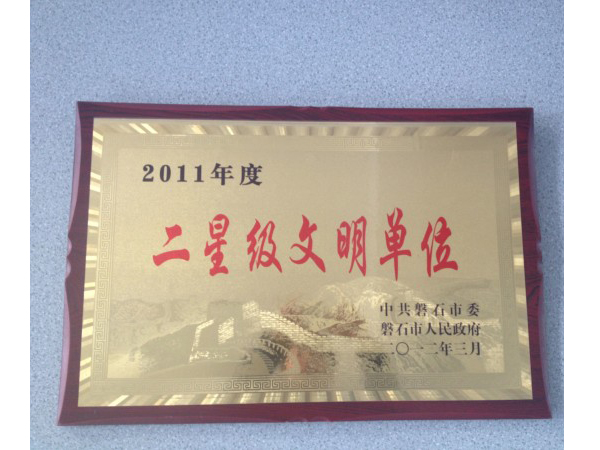 2011年度
二星级文明单位
中共磐石市委
磐石市人民政府
二〇一二年三月